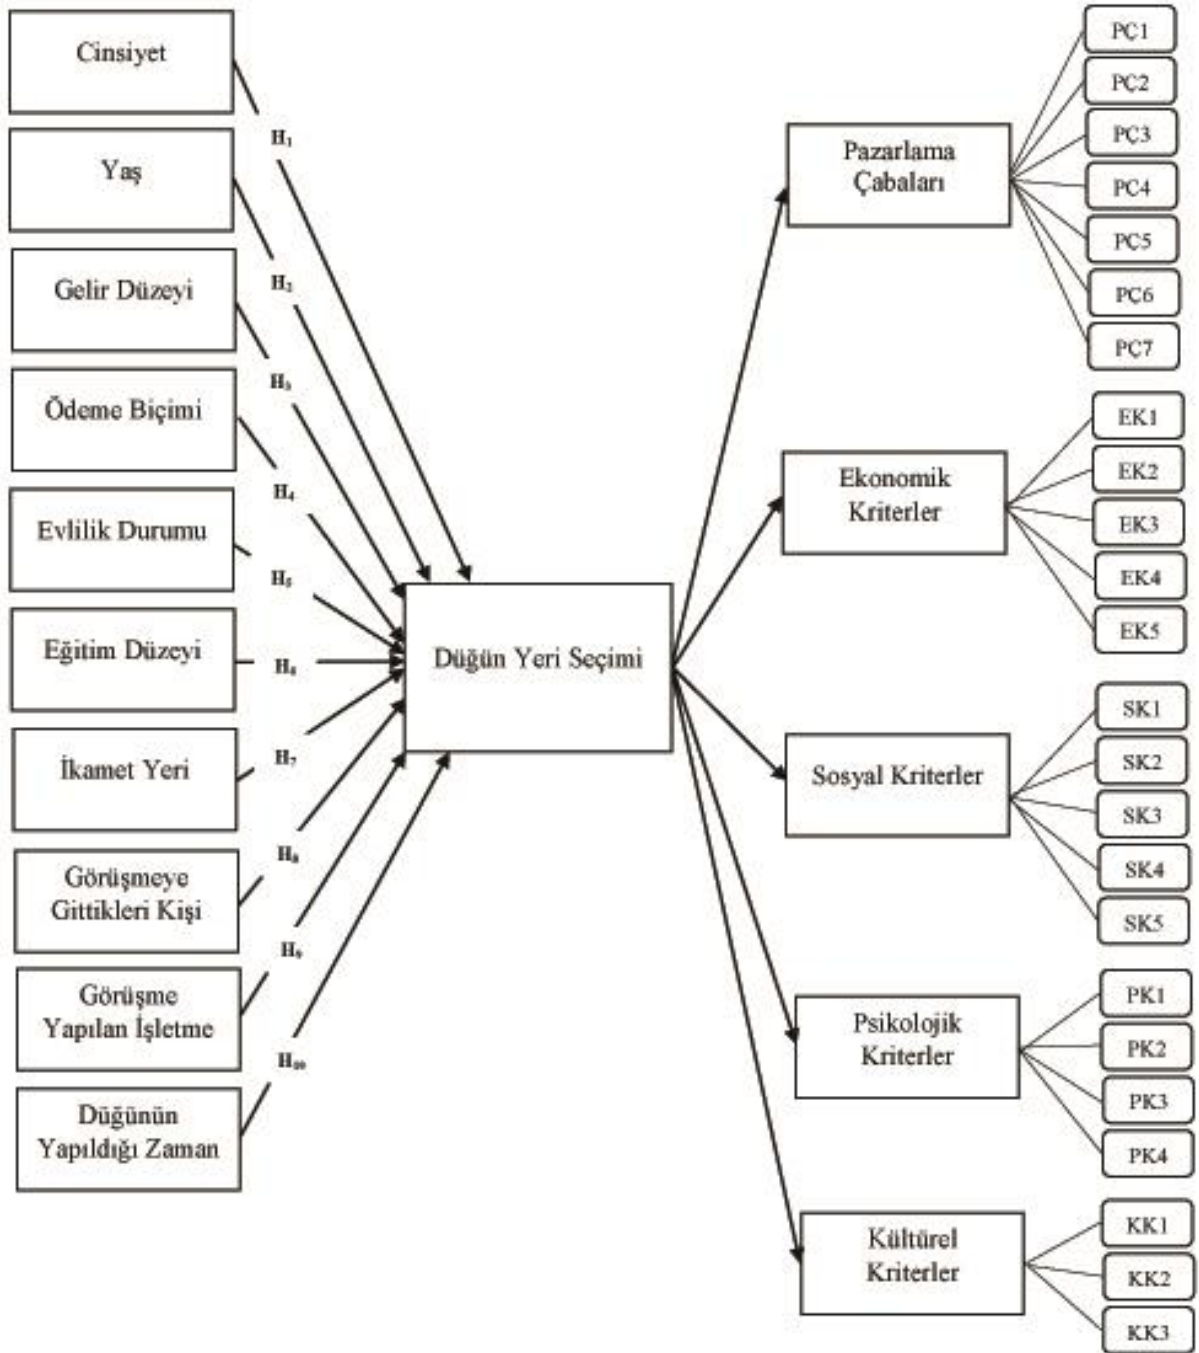 Cinsiyet
H₁
Yaş
H₂
Gelir Düzeyi
H₃
Ödeme Biçimi
H₄
Evlilik Durumu
H₅
Eğitim Düzeyi
H₆
İkamet Yeri
H₇
Görüşmeye
Gittikleri Kişi
H₈
Görüşme
Yapılan İşletme
H₉
Düğünün
Yapıldığı Zaman
H₁₀
Düğün Yeri Seçimi
Pazarlama
Çabaları
PÇ1
PÇ2
PÇ3
PÇ4
PÇ5
PÇ6
PÇ7
Ekonomik
Kriterler
EK1
EK2
EK3
EK4
EK5
Sosyal Kriterler
SK1
SK2
SK3
SK4
SK5
Psikolojik
Kriterler
PK1
PK2
PK3
PK4
Kültürel
Kriterler
KK1
KK2
KK3